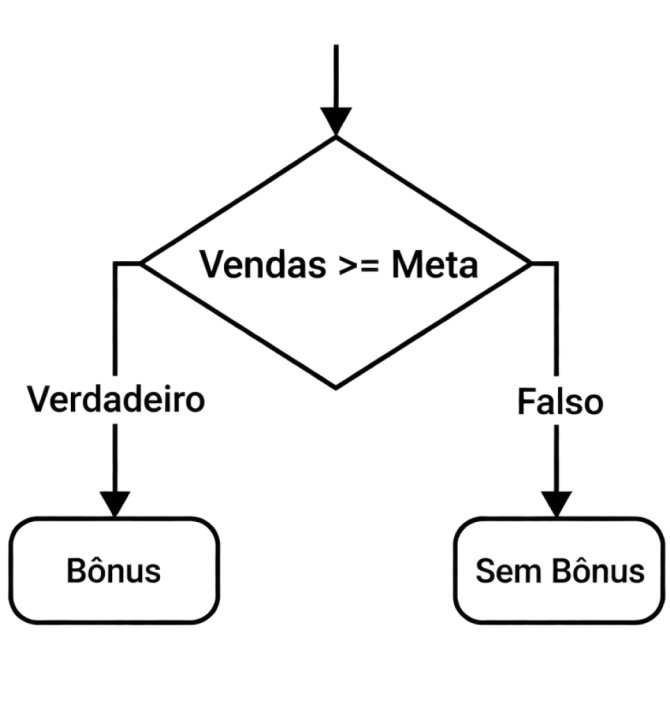 Vendas >= Meta
Verdadeiro
Falso
Bônus
Sem Bônus